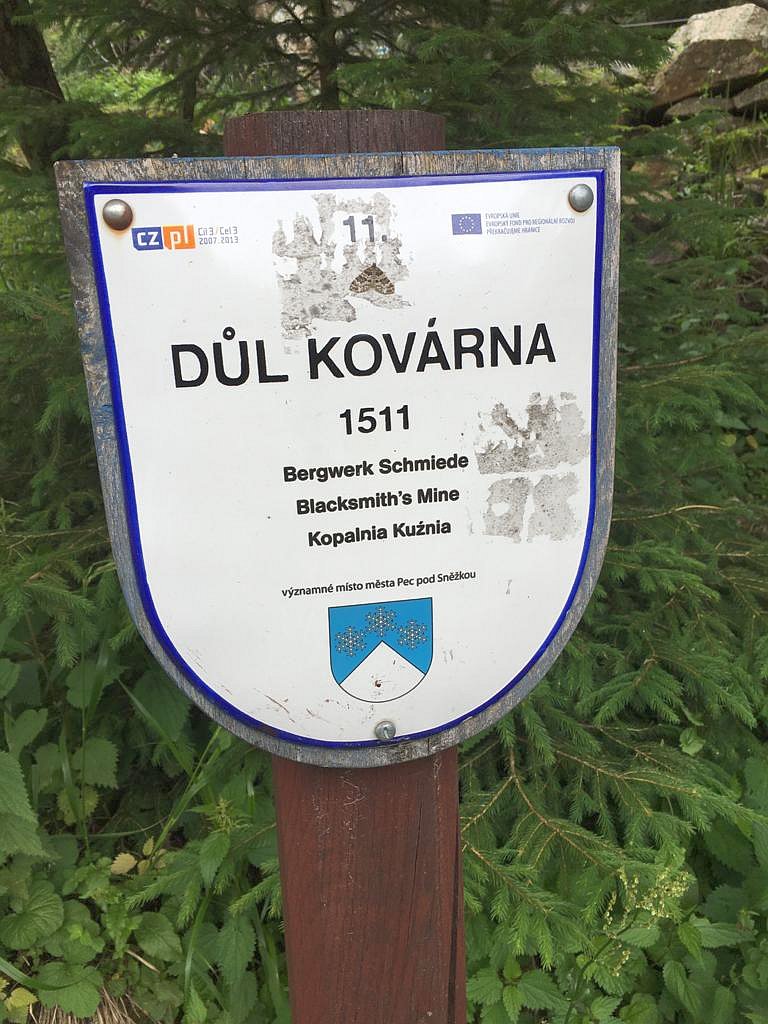 cz pl
Cíl 3 / Cel 3
2007-2013
11.
EVROPSKÁ UNIE
EVROPSKÝ FOND PRO REGIONÁLNÍ ROZVOJ
PŘEKRAČUJEME HRANICE
DŮL KOVÁRNA
1511
Bergwerk Schmiede
Blacksmith's Mine
Kopalnia Kuźnia
významné místo města Pec pod Sněžkou